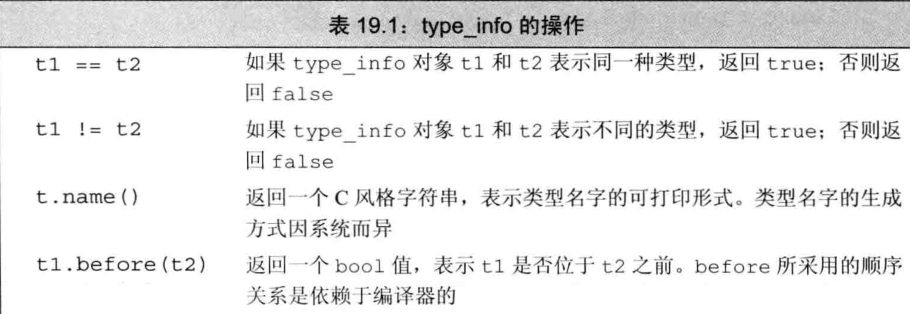 表 19.1：type_info 的操作
t1 == t2 如果 type_info 对象 t1 和 t2 表示同一种类型，返回 true；否则返
回 false
t1 != t2 如果 type_info 对象 t1 和 t2 表示不同的类型，返回 true；否则返
回 false
t.name() 返回一个 C 风格字符串，表示类型名字的可打印形式。类型名字的生成
方式因系统而异
t1.before(t2) 返回一个 bool 值，表示 t1 是否位于 t2 之前。before 所采用的顺序
关系是依赖于编译器的